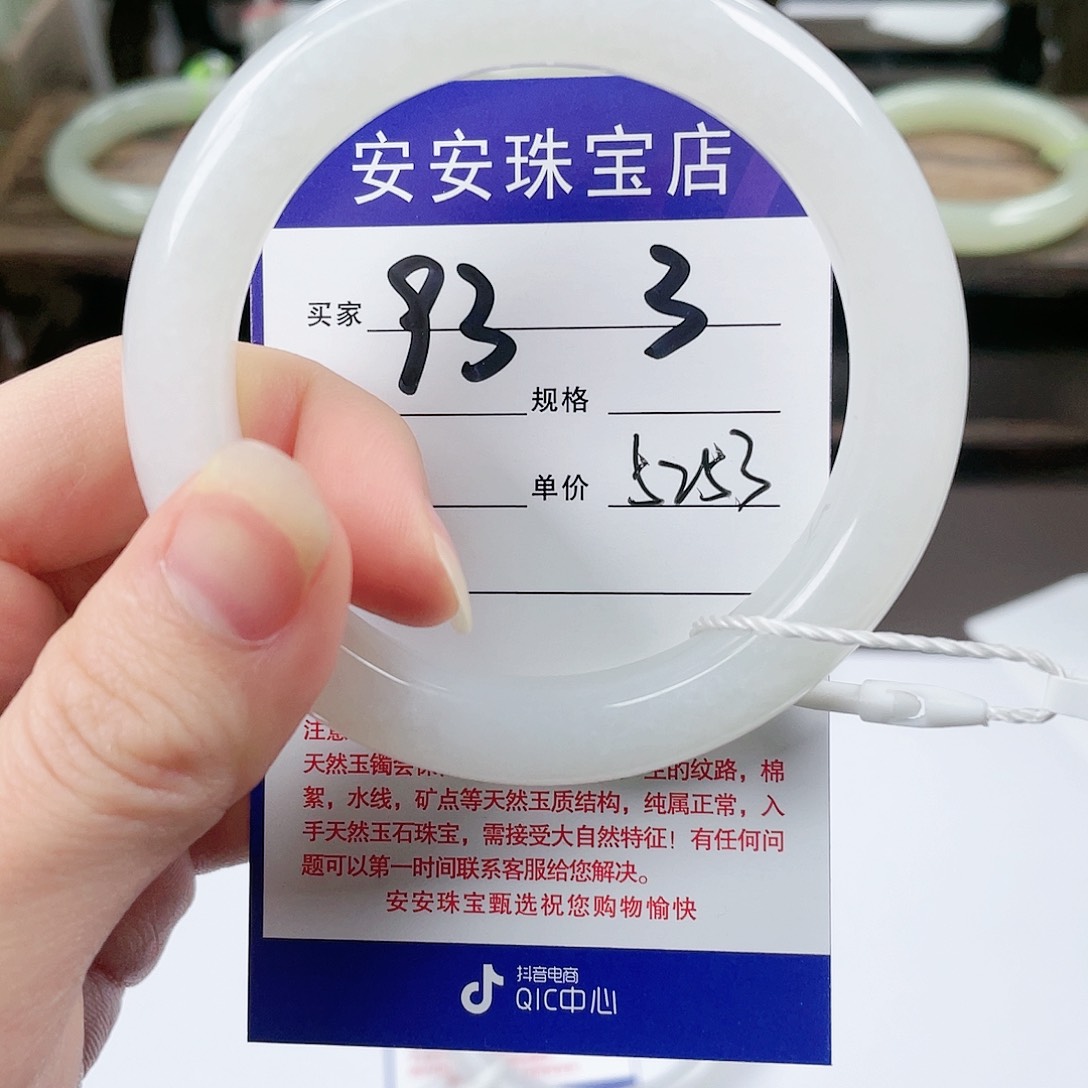 安安珠宝店
买家 93 3
规格
单价 5253
天然玉镯会
生的纹路，棉
絮，水线，矿点等天然玉质结构，纯属正常，入
手天然玉石珠宝，需接受大自然特征！有任何问
题可以第一时间联系客服给您解决。
安安珠宝甄选祝您购物愉快
抖音电商
QIC中心